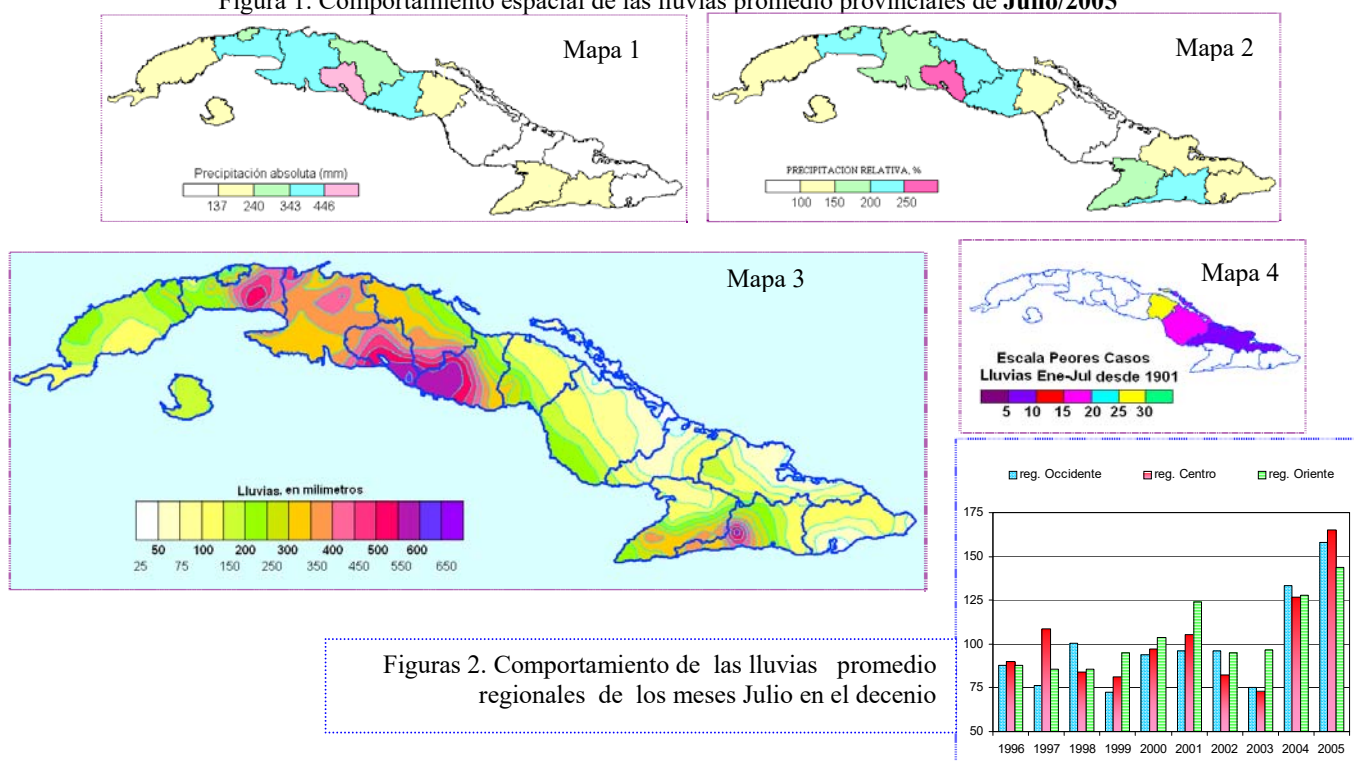 Figura 1. Comportamiento espacial de las lluvias promedio provinciales de Julio/2005
Mapa 1
Precipitación absoluta (mm)
137 240 343 446
Mapa 2
PRECIPITACION RELATIVA, %
100 150 200 250
Mapa 3
Lluvias, en milimetros
50 100 200 300 400 500 600
25 75 150 250 350 450 550 650
Mapa 4
Escala Peores Casos
Lluvias Ene-Jul desde 1901
5 10 15 20 25 30
Figuras 2. Comportamiento de las lluvias promedio
regionales de los meses Julio en el decenio
reg. Occidente reg. Centro reg. Oriente
175
150
125
100
75
50
1996 1997 1998 1999 2000 2001 2002 2003 2004 2005